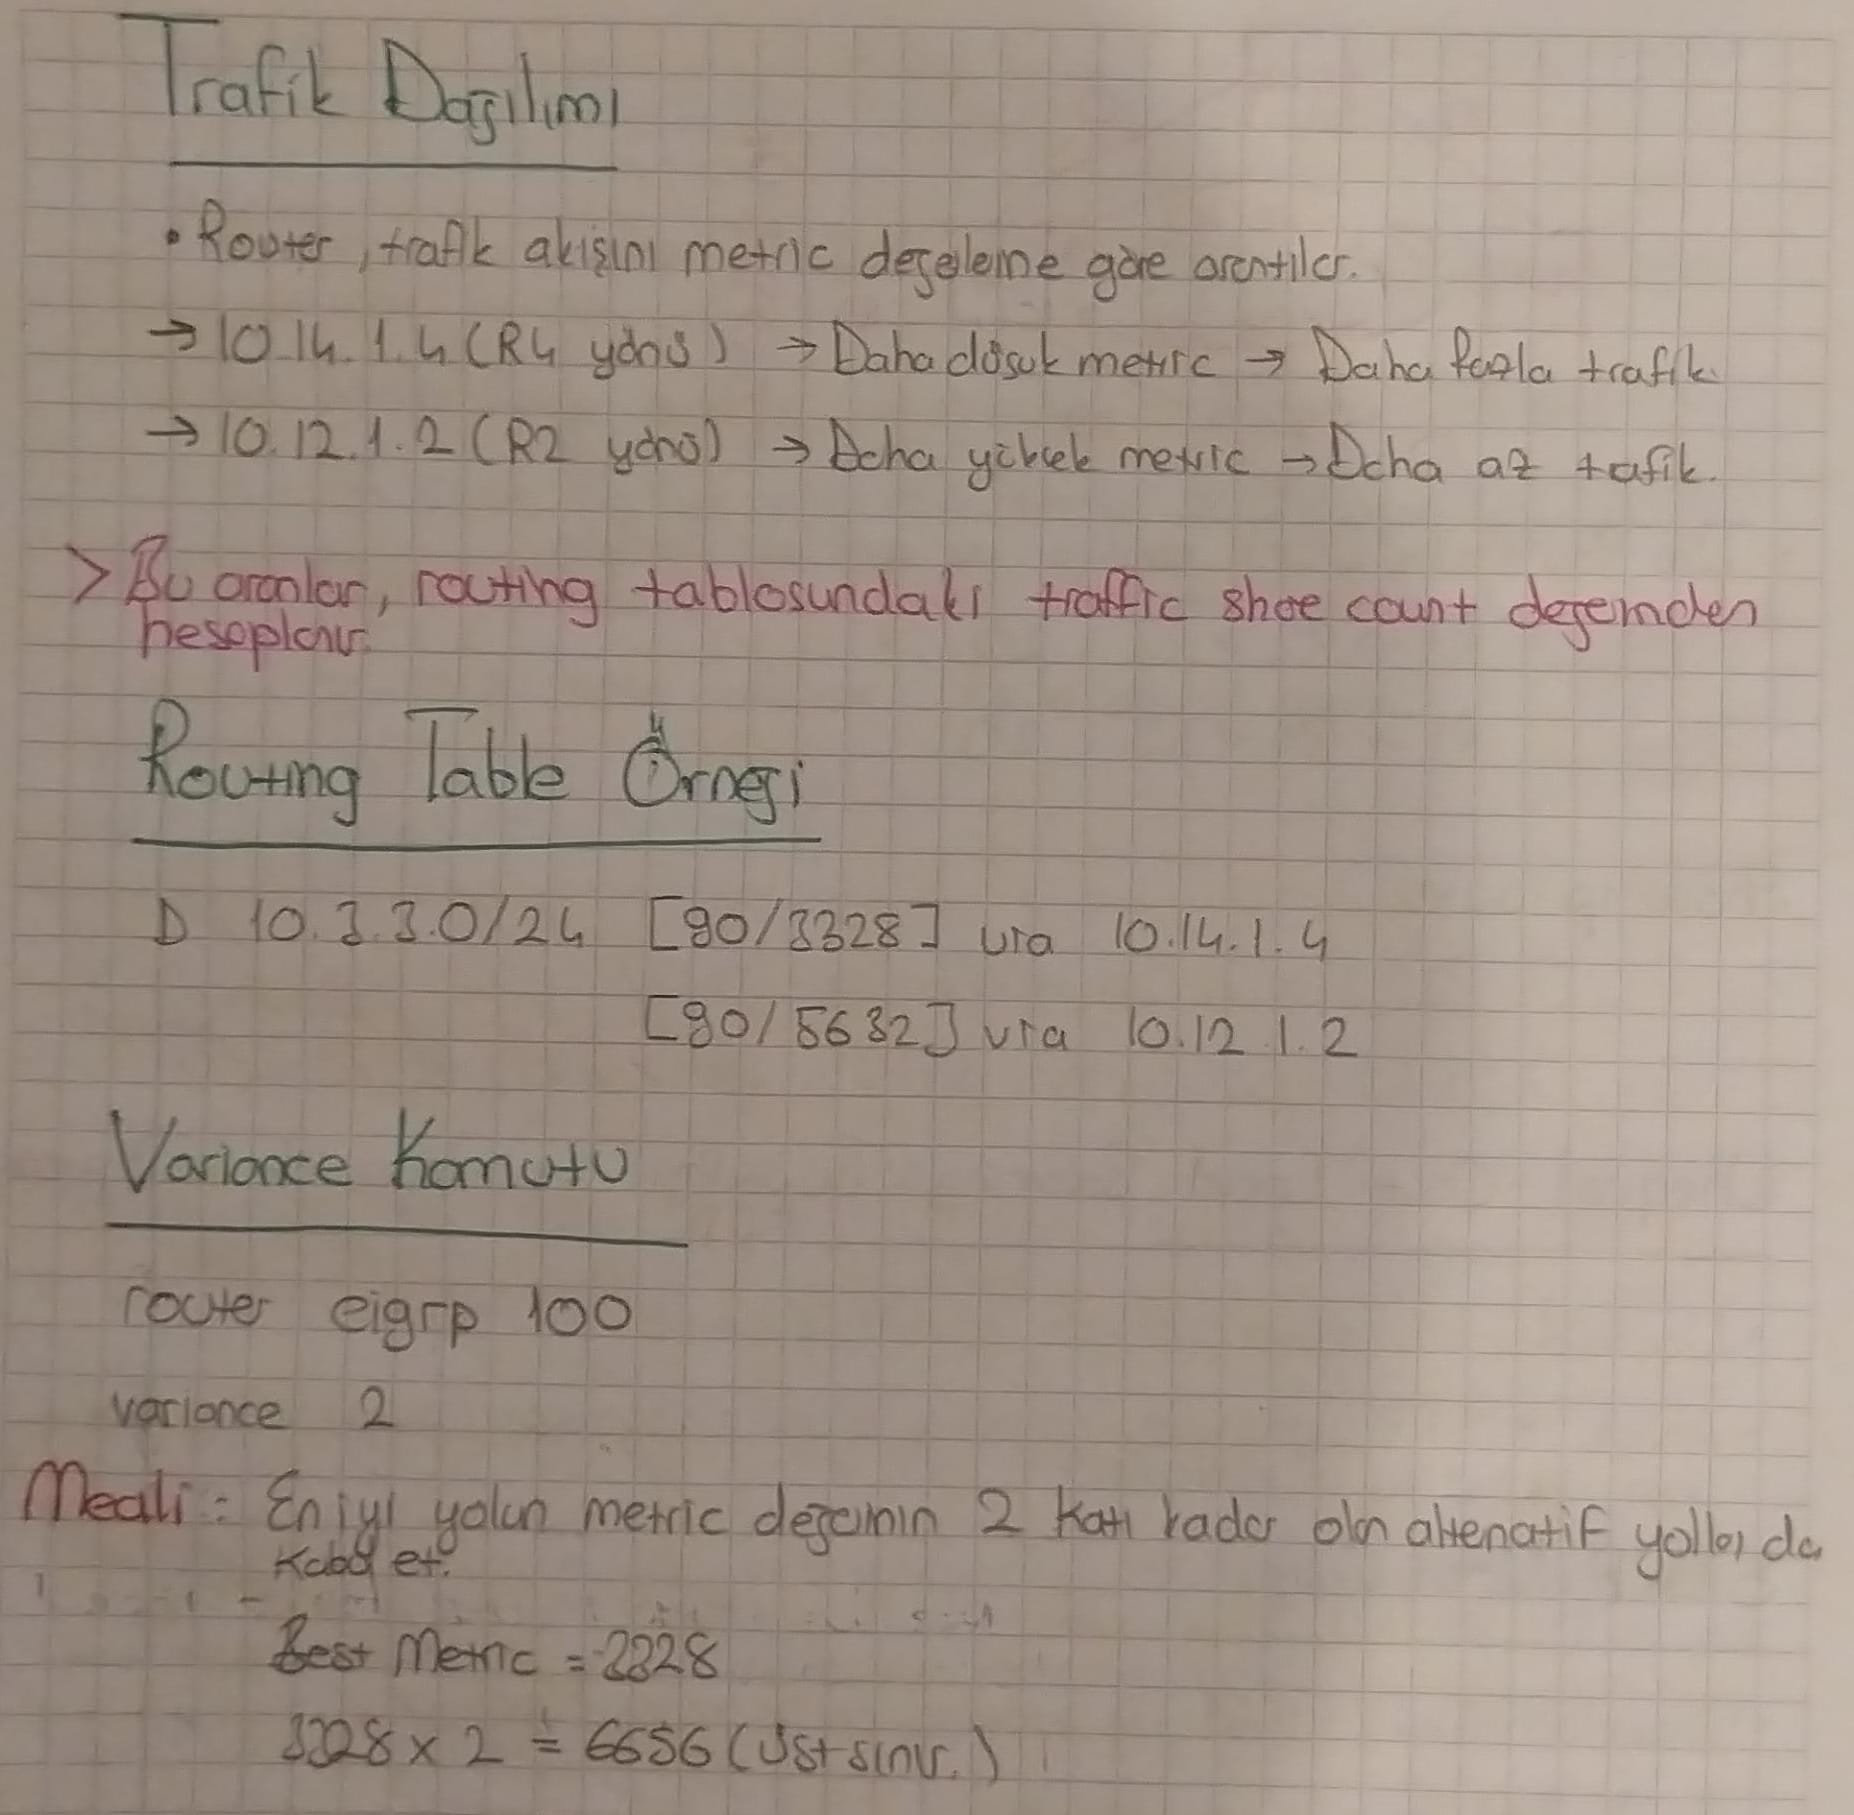 Trafik Dağılımı
• Router, trafik akışını metric değerlerine göre orantılar.
→ 10.14.1.4 (R4 yönü) → Daha düşük metric → Daha fazla trafik.
→ 10.12.1.2 (R2 yönü) → Daha yüksek metric → Daha az trafik.
> Bu oranlar, routing tablosundaki traffic share count değerinden
hesaplanır.
Routing Table Örneği
D 10.3.3.0/24 [90/3328] via 10.14.1.4
[90/5632] via 10.12.1.2
Variance Komutu
router eigrp 100
variance 2
Meali: En iyi yolun metric değerinin 2 katı kadar olan alternatif yolları da
Kabul et.
Best Metric = 3328
3328 x 2 = 6656 (Üst sınır.)